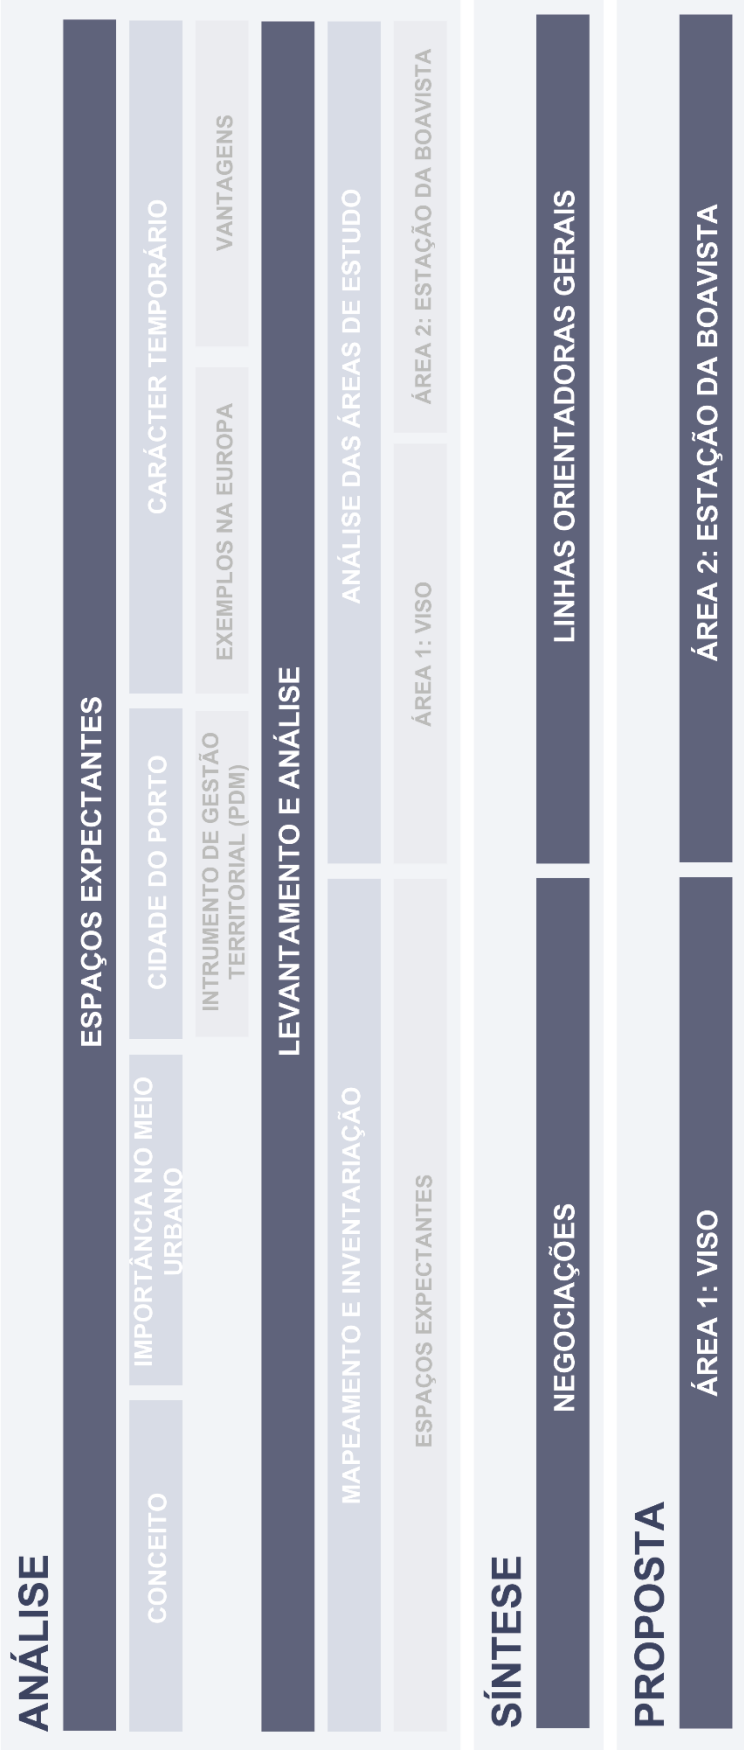 ANÁLISE
ESPAÇOS EXPECTANTES
CONCEITO
IMPORTÂNCIA NO MEIO
URBANO
CIDADE DO PORTO
CARÁCTER TEMPORÁRIO
INTRUMENTO DE GESTÃO
TERRITORIAL (PDM)
EXEMPLOS NA EUROPA
VANTAGENS
LEVANTAMENTO E ANÁLISE
MAPEAMENTO E INVENTARIAÇÃO
ANÁLISE DAS ÁREAS DE ESTUDO
ESPAÇOS EXPECTANTES
ÁREA 1: VISO
ÁREA 2: ESTAÇÃO DA BOAVISTA
SÍNTESE
NEGOCIAÇÕES
LINHAS ORIENTADORAS GERAIS
PROPOSTA
ÁREA 1: VISO
ÁREA 2: ESTAÇÃO DA BOAVISTA